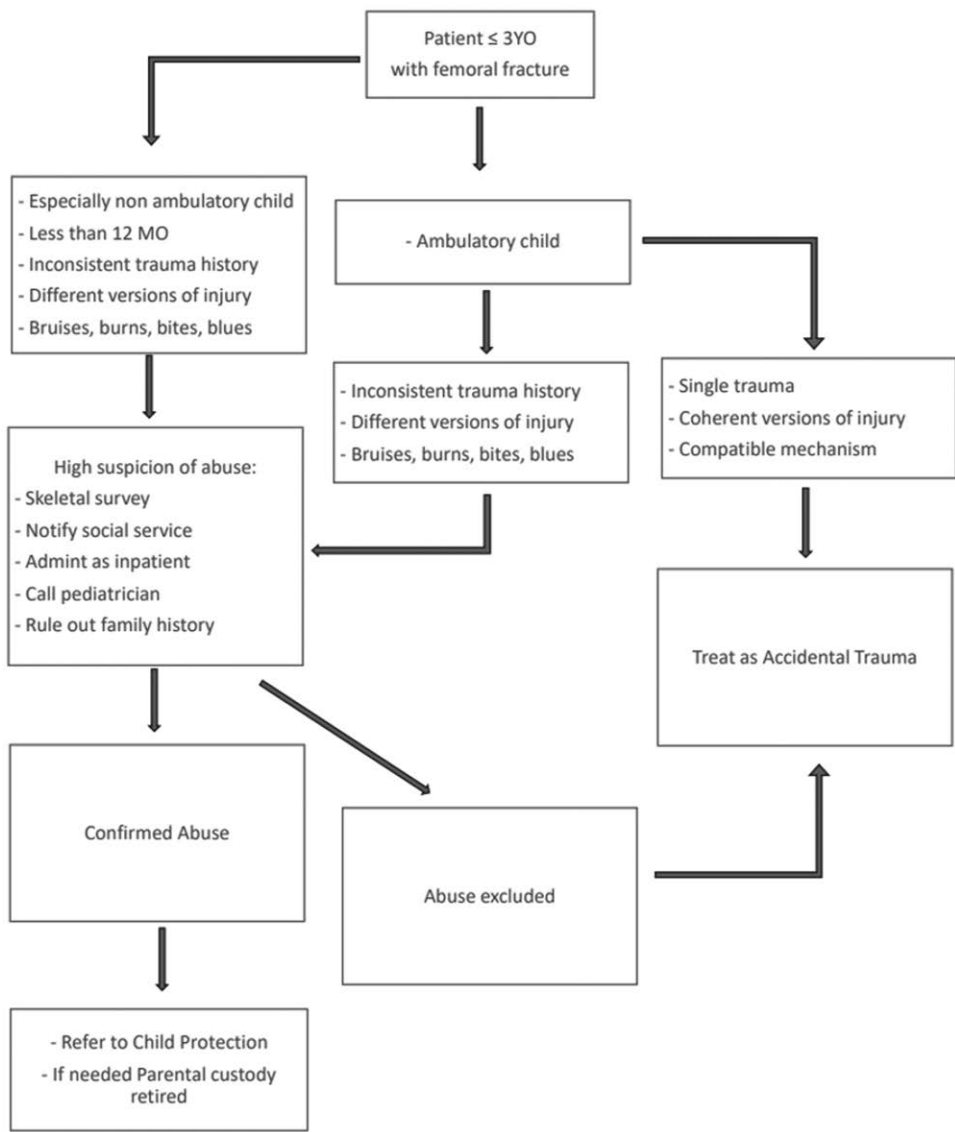 Patient ≤ 3YO
with femoral fracture
- Especially non ambulatory child
- Less than 12 MO
- Inconsistent trauma history
- Different versions of injury
- Bruises, burns, bites, blues
- Ambulatory child
- Inconsistent trauma history
- Different versions of injury
- Bruises, burns, bites, blues
- Single trauma
- Coherent versions of injury
- Compatible mechanism
High suspicion of abuse:
- Skeletal survey
- Notify social service
- Admint as inpatient
- Call pediatrician
- Rule out family history
Treat as Accidental Trauma
Confirmed Abuse
Abuse excluded
- Refer to Child Protection
- If needed Parental custody
retired